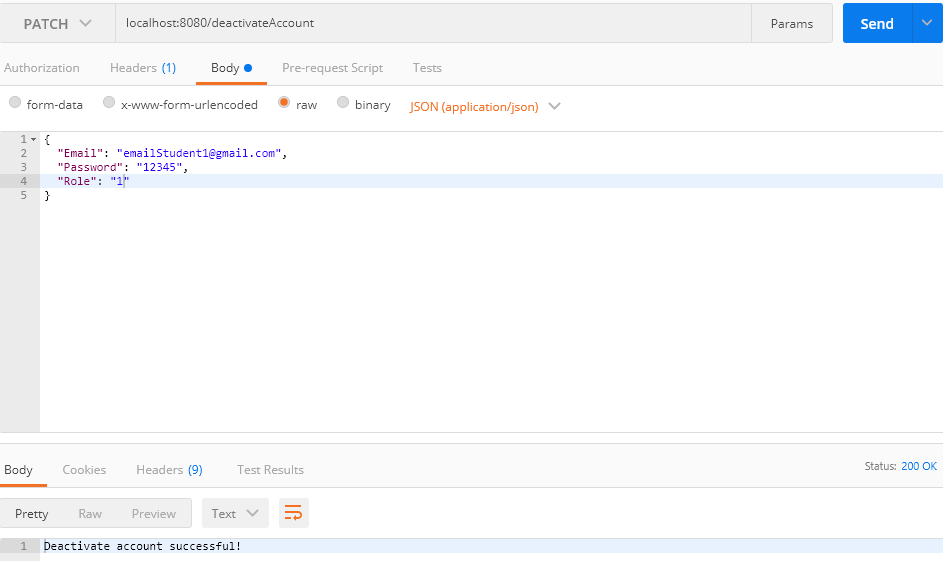 PATCH localhost:8080/deactivateAccount Params Send
Authorization Headers (1) Body Pre-request Script Tests
form-data x-www-form-urlencoded raw binary JSON (application/json)
1 {
2 "Email": "emailStudent1@gmail.com",
3 "Password": "12345",
4 "Role": "1"
5 }
Body Cookies Headers (9) Test Results Status: 200 OK
Pretty Raw Preview Text
1 Deactivate account successful!